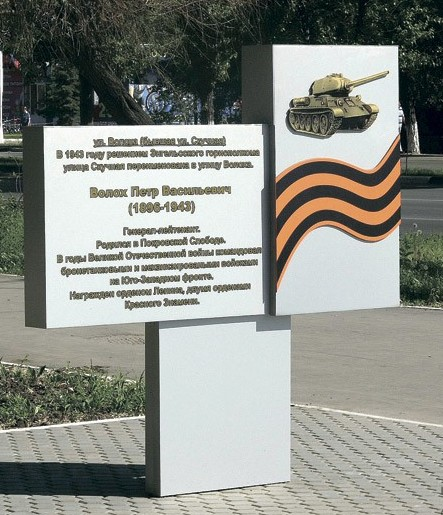 ул. Волоха (бывшая ул. Скучная)
В 1943 году решением Энгельсского горисполкома
улица Скучная переименована в улицу Волоха.
Волох Петр Васильевич
(1896-1943)
Генерал-лейтенант.
Родился в Покровской Слободе.
В годы Великой Отечественной войны командовал
бронетанковыми и механизированными войсками
на Юго-Западном фронте.
Награжден орденом Ленина, двумя орденами
Красного Знамени.